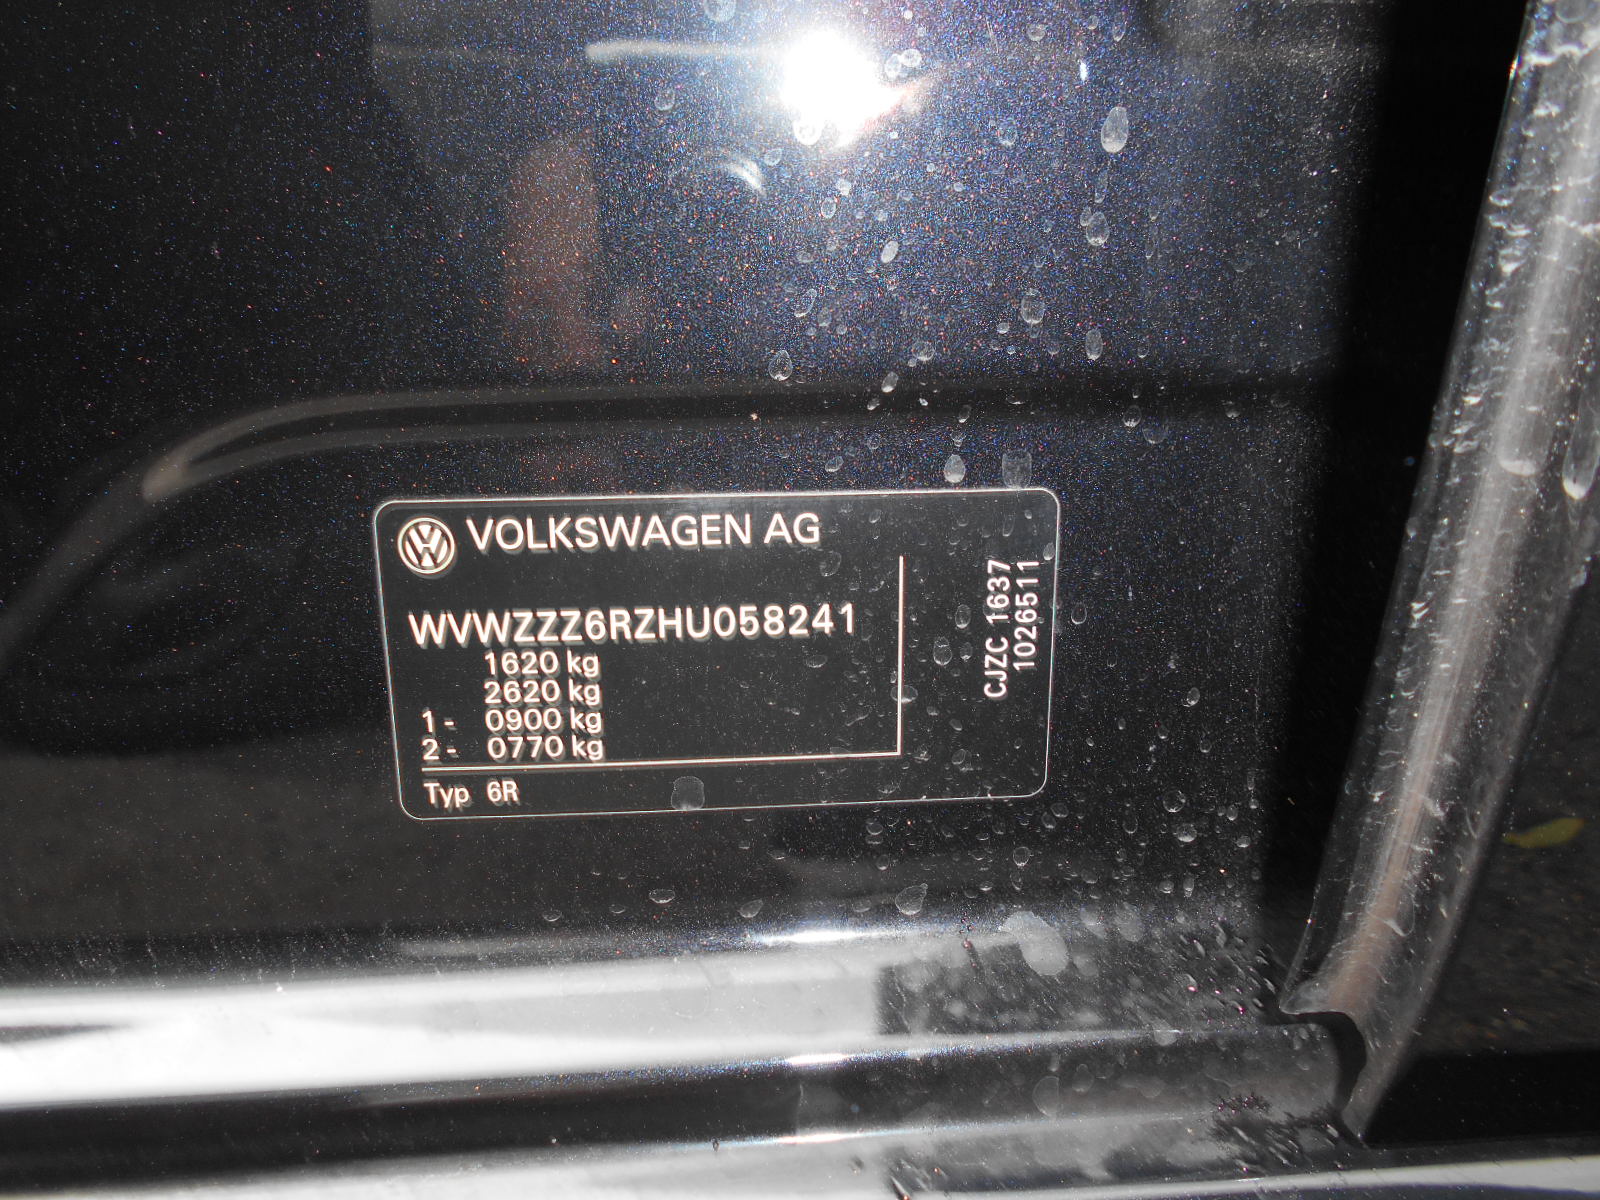 VOLKSWAGEN AG
WVWZZZ6RZHU058241
1620 kg
2620 kg
1 - 0900 kg
2 - 0770 kg
Typ 6R
CJZC 1637
1026511